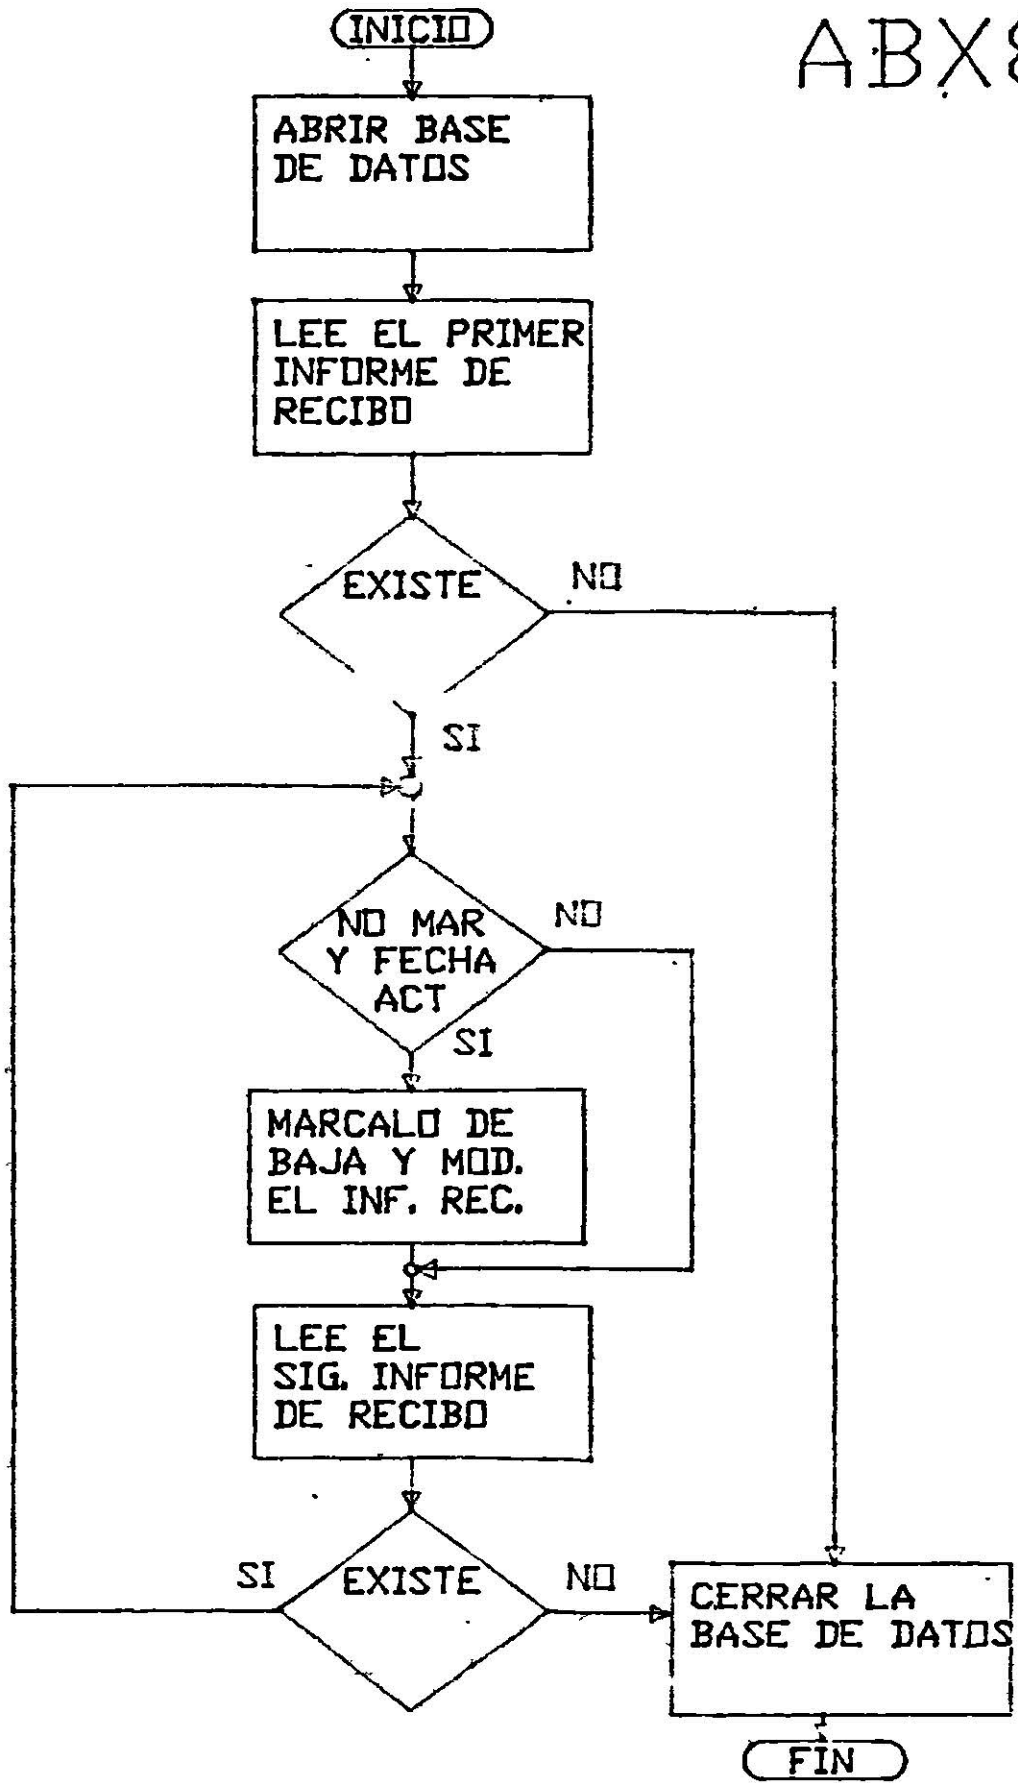 INICIO
ABRIR BASE
DE DATOS
LEE EL PRIMER
INFORME DE
RECIBO
EXISTE
NO
SI
NO MAR
Y FECHA
ACT
NO
SI
MARCALO DE
BAJA Y MOD.
EL INF. REC.
LEE EL
SIG. INFORME
DE RECIBO
SI
EXISTE
NO
CERRAR LA
BASE DE DATOS
FIN